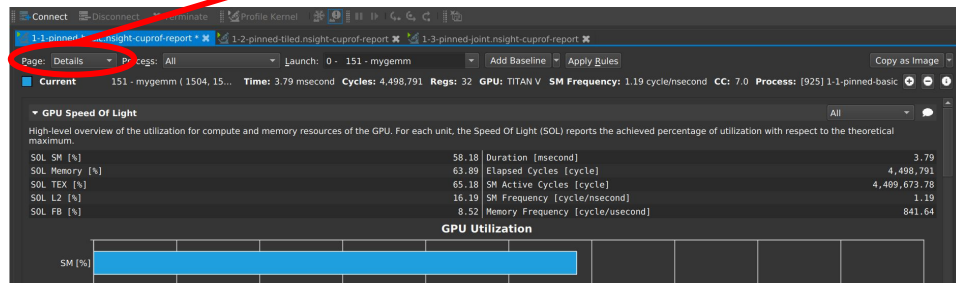 Connect Disconnect Terminate Profile Kernel
1-1-pinned- ic.nsight-cuprof-report * 1-2-pinned-tiled.nsight-cuprof-report 1-3-pinned-joint.nsight-cuprof-report
Page: Details Process: All Launch: 0 - 151 - mygemm Add Baseline Apply Rules Copy as Image
Current 151 - mygemm ( 1504, 15... Time: 3.79 msecond Cycles: 4,498,791 Regs: 32 GPU: TITAN V SM Frequency: 1.19 cycle/nsecond CC: 7.0 Process: [925] 1-1-pinned-basic
GPU Speed Of Light All
High-level overview of the utilization for compute and memory resources of the GPU. For each unit, the Speed Of Light (SOL) reports the achieved percentage of utilization with respect to the theoretical
maximum.
SOL SM [%] 58.18 Duration [msecond] 3.79
SOL Memory [%] 63.89 Elapsed Cycles [cycle] 4,498,791
SOL TEX [%] 65.18 SM Active Cycles [cycle] 4,409,673.78
SOL L2 [%] 16.19 SM Frequency [cycle/nsecond] 1.19
SOL FB [%] 8.52 Memory Frequency [cycle/usecond] 841.64
GPU Utilization
SM [%]